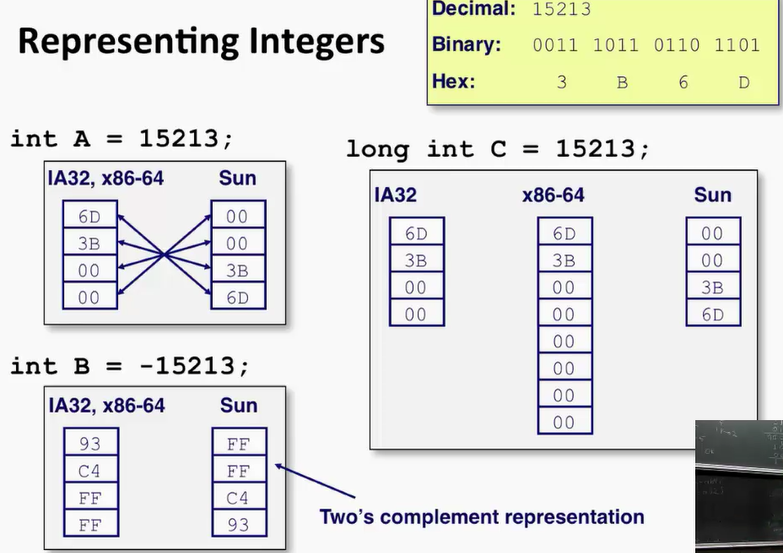 Representing Integers
Decimal: 15213
Binary: 0011 1011 0110 1101
Hex: 3 B 6 D
int A = 15213;
IA32, x86-64 Sun
6D 00
3B 00
00 3B
00 6D
long int C = 15213;
IA32 x86-64 Sun
6D 6D 00
3B 3B 00
00 00 3B
00 00 6D
00
00
00
00
int B = -15213;
IA32, x86-64 Sun
93 FF
C4 FF
FF C4
FF 93
Two's complement representation